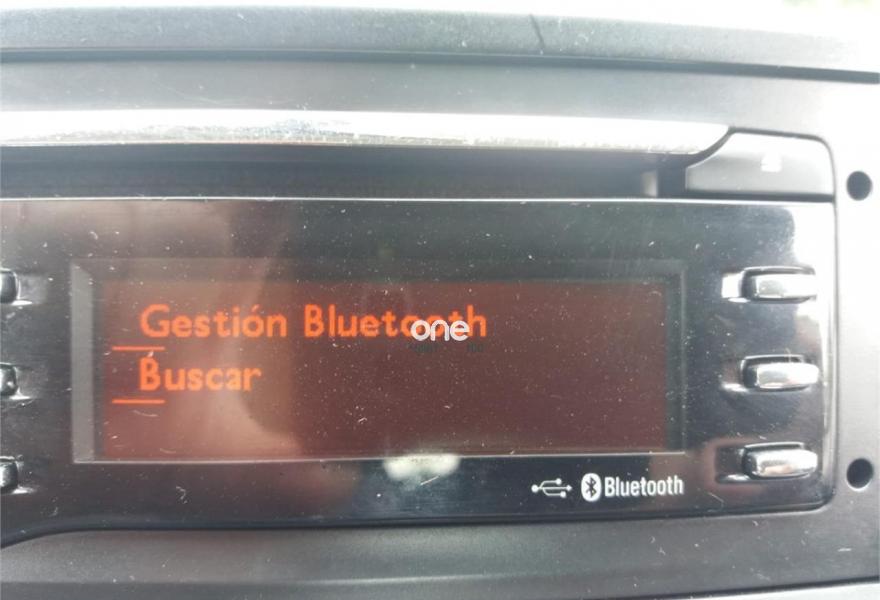 Gestión Bluetooth
one
Buscar
Bluetooth